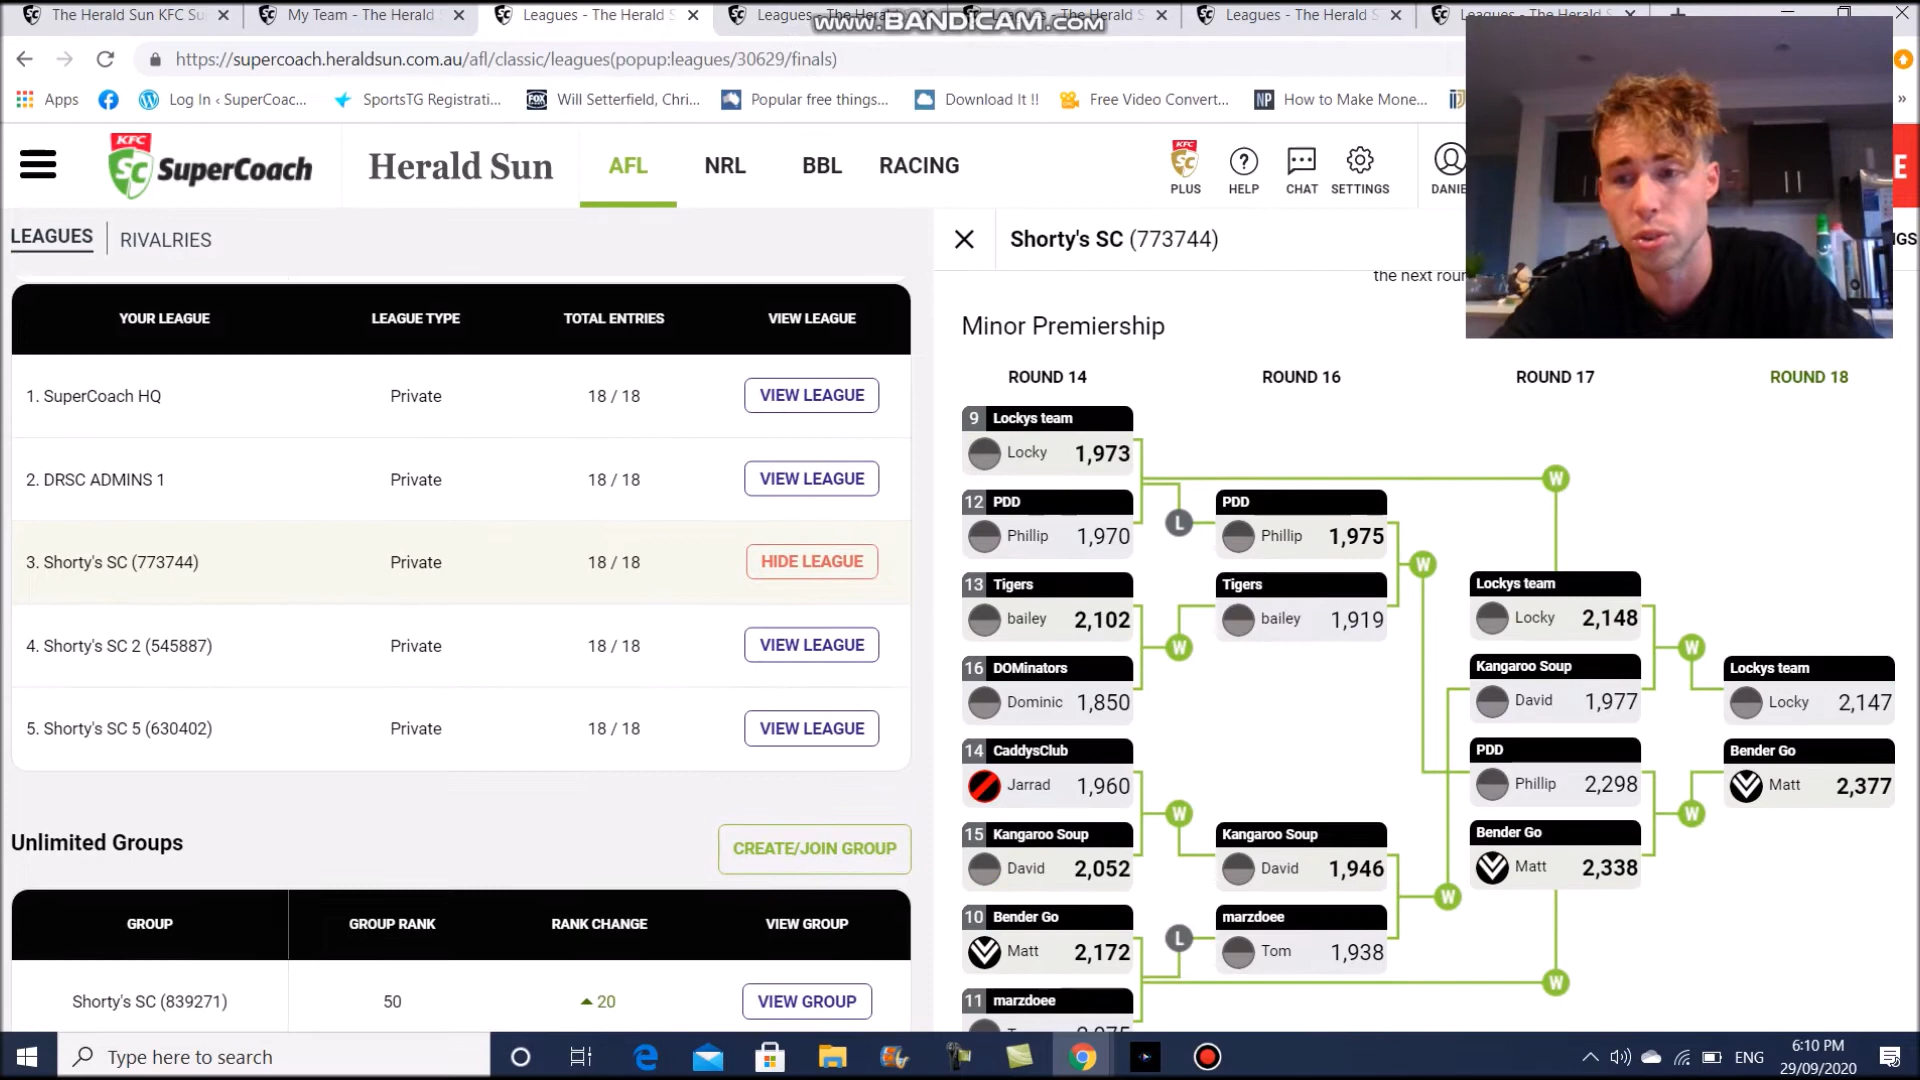 The Herald Sun KFC Su
My Team - The Herald
Leagues - The Herald S
Leagues - The
Leagues - The Herald S
www.BANDICAM.com
https://supercoach.heraldsun.com.au/afl/classic/leagues(popup:leagues/30629/finals)
Apps
Log In ‹ SuperCoac...
SportsTG Registrati...
FOX
Will Setterfield, Chri...
Popular free things...
Download It !!
Free Video Convert...
NP
How to Make Mone...
»
KFC SC SuperCoach
Herald Sun
AFL
NRL
BBL
RACING
PLUS
HELP
CHAT
SETTINGS
DANIE
LEAGUES
RIVALRIES
Shorty's SC (773744)
the next roun
YOUR LEAGUE
LEAGUE TYPE
TOTAL ENTRIES
VIEW LEAGUE
1. SuperCoach HQ
Private
18 / 18
VIEW LEAGUE
2. DRSC ADMINS 1
Private
18 / 18
VIEW LEAGUE
3. Shorty's SC (773744)
Private
18 / 18
HIDE LEAGUE
4. Shorty's SC 2 (545887)
Private
18 / 18
VIEW LEAGUE
5. Shorty's SC 5 (630402)
Private
18 / 18
VIEW LEAGUE
Unlimited Groups
CREATE/JOIN GROUP
GROUP
GROUP RANK
RANK CHANGE
VIEW GROUP
Shorty's SC (839271)
50
20
VIEW GROUP
Minor Premiership
ROUND 14
ROUND 16
ROUND 17
ROUND 18
9 Lockys team
Locky 1,973
12 PDD
Phillip 1,970
13 Tigers
bailey 2,102
16 DOMinators
Dominic 1,850
14 CaddysClub
Jarrad 1,960
15 Kangaroo Soup
David 2,052
10 Bender Go
Matt 2,172
11 marzdoee
L
W
W
L
PDD
Phillip 1,975
Tigers
bailey 1,919
Kangaroo Soup
David 1,946
marzdoee
Tom 1,938
W
W
W
W
Lockys team
Locky 2,148
Kangaroo Soup
David 1,977
PDD
Phillip 2,298
Bender Go
Matt 2,338
W
W
Lockys team
Locky 2,147
Bender Go
Matt 2,377
Type here to search
ENG
6:10 PM
29/09/2020